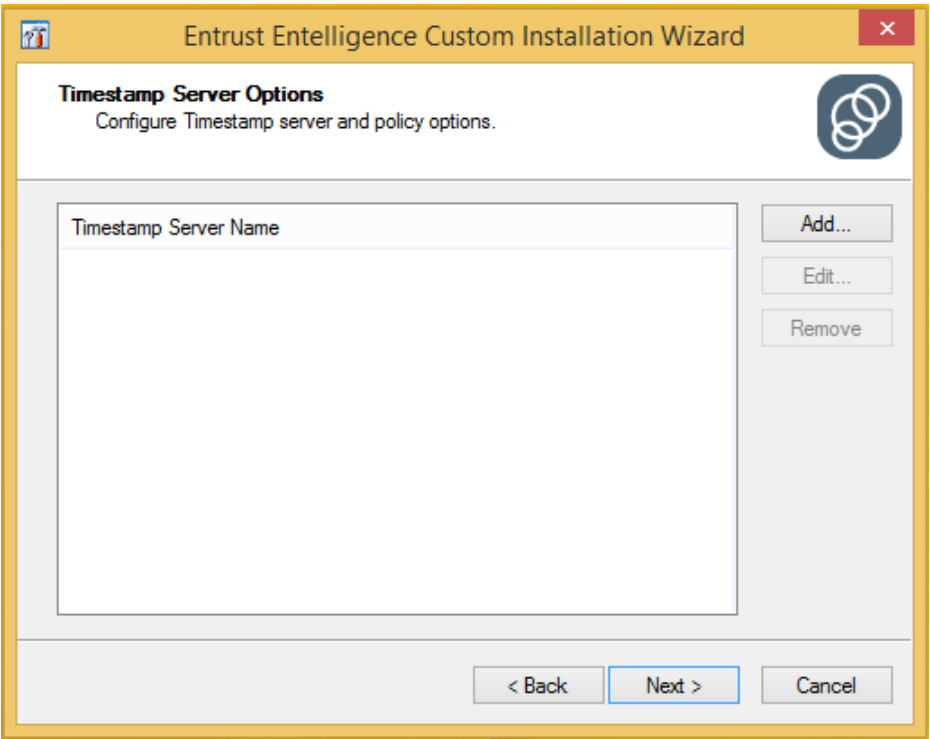 Entrust Entelligence Custom Installation Wizard
Timestamp Server Options
Configure Timestamp server and policy options.
Timestamp Server Name
Add...
Edit...
Remove
< Back
Next >
Cancel